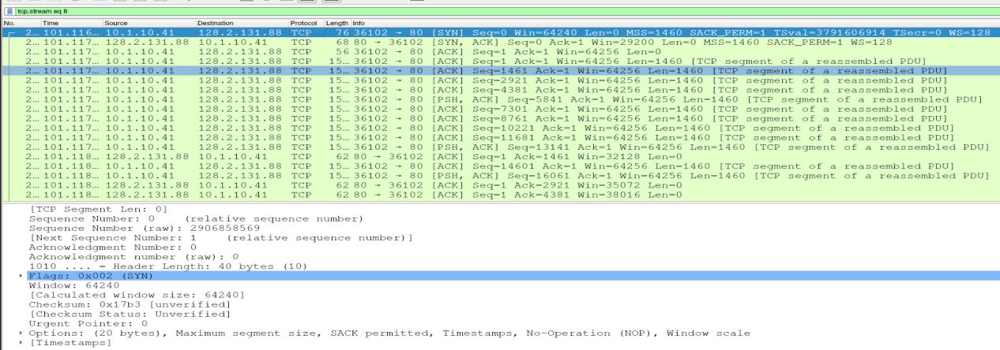 tcp.stream eq 8
No. Time Source Destination Protocol Length Info
2… 101.116… 10.1.10.41 128.2.131.88 TCP 76 36102 → 80 [SYN] Seq=0 Win=64240 Len=0 MSS=1460 SACK_PERM=1 TSval=3791606914 TSecr=0 WS=128
2… 101.117… 128.2.131.88 10.1.10.41 TCP 68 80 → 36102 [SYN, ACK] Seq=0 Ack=1 Win=29200 Len=0 MSS=1460 SACK_PERM=1 WS=128
2… 101.117… 10.1.10.41 128.2.131.88 TCP 56 36102 → 80 [ACK] Seq=1 Ack=1 Win=64256 Len=0
2… 101.117… 10.1.10.41 128.2.131.88 TCP 15… 36102 → 80 [ACK] Seq=1 Ack=1 Win=64256 Len=1460 [TCP segment of a reassembled PDU]
2… 101.117… 10.1.10.41 128.2.131.88 TCP 15… 36102 → 80 [ACK] Seq=1461 Ack=1 Win=64256 Len=1460 [TCP segment of a reassembled PDU]
2… 101.117… 10.1.10.41 128.2.131.88 TCP 15… 36102 → 80 [ACK] Seq=2921 Ack=1 Win=64256 Len=1460 [TCP segment of a reassembled PDU]
2… 101.117… 10.1.10.41 128.2.131.88 TCP 15… 36102 → 80 [ACK] Seq=4381 Ack=1 Win=64256 Len=1460 [TCP segment of a reassembled PDU]
2… 101.117… 10.1.10.41 128.2.131.88 TCP 15… 36102 → 80 [PSH, ACK] Seq=5841 Ack=1 Win=64256 Len=1460 [TCP segment of a reassembled PDU]
2… 101.117… 10.1.10.41 128.2.131.88 TCP 15… 36102 → 80 [ACK] Seq=7301 Ack=1 Win=64256 Len=1460 [TCP segment of a reassembled PDU]
2… 101.117… 10.1.10.41 128.2.131.88 TCP 15… 36102 → 80 [ACK] Seq=8761 Ack=1 Win=64256 Len=1460 [TCP segment of a reassembled PDU]
2… 101.117… 10.1.10.41 128.2.131.88 TCP 15… 36102 → 80 [ACK] Seq=10221 Ack=1 Win=64256 Len=1460 [TCP segment of a reassembled PDU]
2… 101.117… 10.1.10.41 128.2.131.88 TCP 15… 36102 → 80 [ACK] Seq=11681 Ack=1 Win=64256 Len=1460 [TCP segment of a reassembled PDU]
2… 101.117… 10.1.10.41 128.2.131.88 TCP 15… 36102 → 80 [PSH, ACK] Seq=13141 Ack=1 Win=64256 Len=1460 [TCP segment of a reassembled PDU]
2… 101.118… 128.2.131.88 10.1.10.41 TCP 62 80 → 36102 [ACK] Seq=1 Ack=1461 Win=32128 Len=0
2… 101.118… 10.1.10.41 128.2.131.88 TCP 15… 36102 → 80 [ACK] Seq=14601 Ack=1 Win=64256 Len=1460 [TCP segment of a reassembled PDU]
2… 101.118… 10.1.10.41 128.2.131.88 TCP 15… 36102 → 80 [PSH, ACK] Seq=16061 Ack=1 Win=64256 Len=1460 [TCP segment of a reassembled PDU]
2… 101.118… 128.2.131.88 10.1.10.41 TCP 62 80 → 36102 [ACK] Seq=1 Ack=2921 Win=35072 Len=0
2… 101.118… 128.2.131.88 10.1.10.41 TCP 62 80 → 36102 [ACK] Seq=1 Ack=4381 Win=38016 Len=0
[TCP Segment Len: 0]
Sequence Number: 0 (relative sequence number)
Sequence Number (raw): 2906858569
[Next Sequence Number: 1 (relative sequence number)]
Acknowledgment Number: 0
Acknowledgment number (raw): 0
1010 .... = Header Length: 40 bytes (10)
Flags: 0x002 (SYN)
Window: 64240
[Calculated window size: 64240]
Checksum: 0x17b3 [unverified]
[Checksum Status: Unverified]
Urgent Pointer: 0
Options: (20 bytes), Maximum segment size, SACK permitted, Timestamps, No-Operation (NOP), Window scale
[Timestamps]